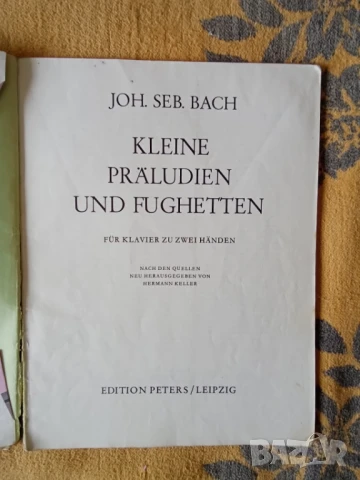 JOH. SEB. BACH
KLEINE
PRÄLUDIEN
UND FUGHETTEN
FÜR KLAVIER ZU ZWEI HÄNDEN
NACH DEN QUELLEN
NEU HERAUSGEGEBEN VON
HERMANN KELLER
EDITION PETERS/LEIPZIG
BAZAR